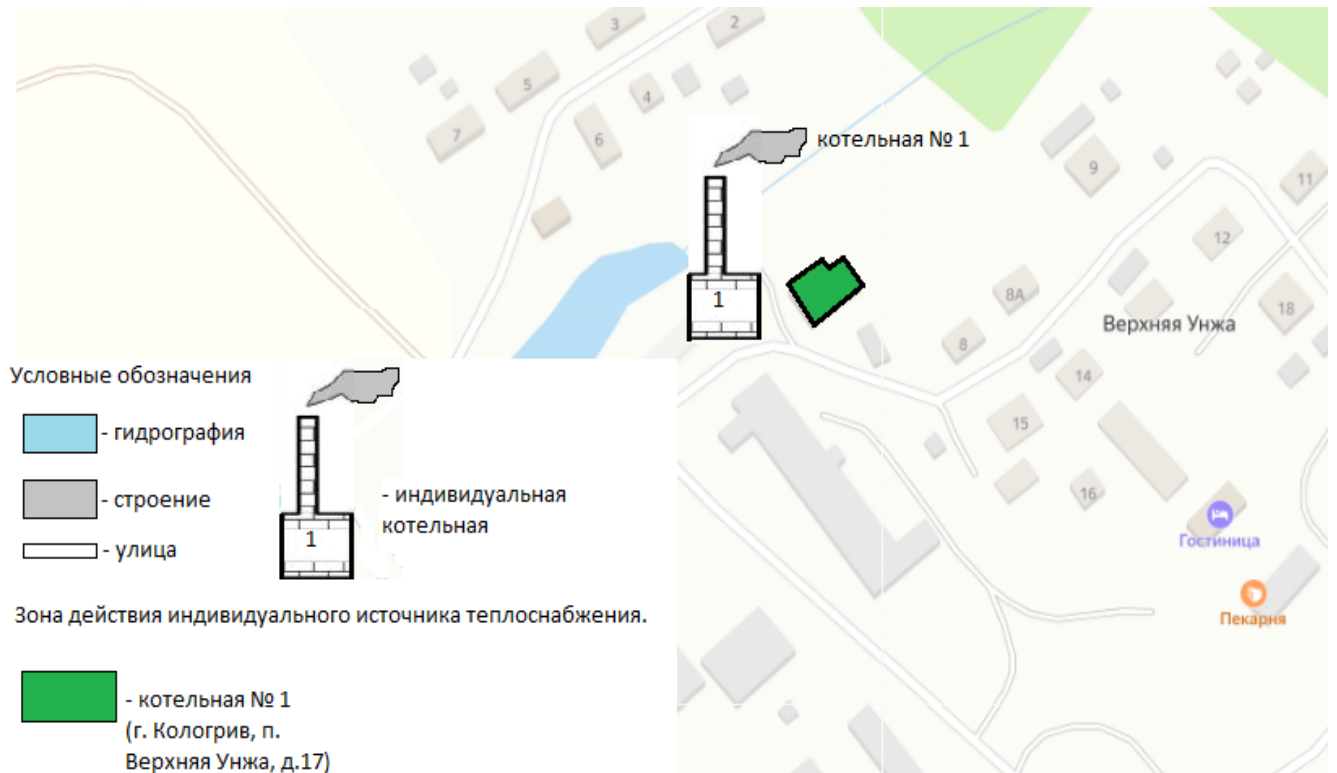 3
2
5
4
7
6
котельная № 1
9
11
12
1
8А
18
8
Верхняя Унжа
14
15
16
Гостиница
Пекарня
Условные обозначения
- гидрография
- строение
- улица
1
- индивидуальная
котельная
Зона действия индивидуального источника теплоснабжения.
- котельная № 1
(г. Кологрив, п.
Верхняя Унжа, д.17)